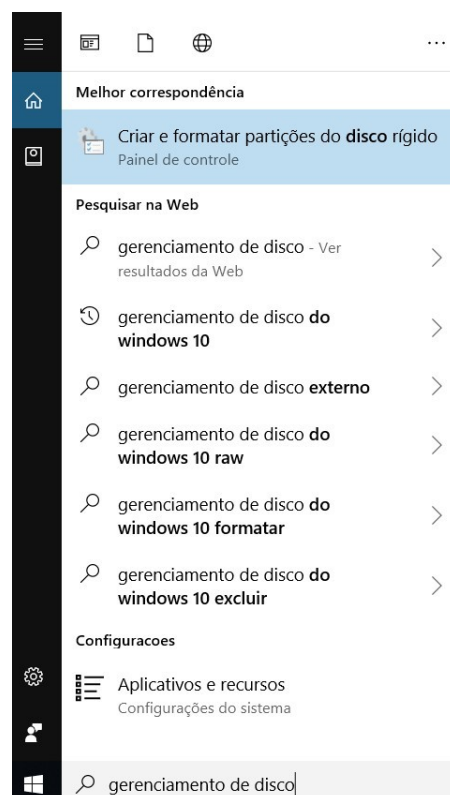 Melhor correspondência
Criar e formatar partições do disco rígido
Painel de controle
Pesquisar na Web
gerenciamento de disco - Ver
resultados da Web
gerenciamento de disco do
windows 10
gerenciamento de disco externo
gerenciamento de disco do
windows 10 raw
gerenciamento de disco do
windows 10 formatar
gerenciamento de disco do
windows 10 excluir
Configuracoes
Aplicativos e recursos
Configurações do sistema
gerenciamento de disco